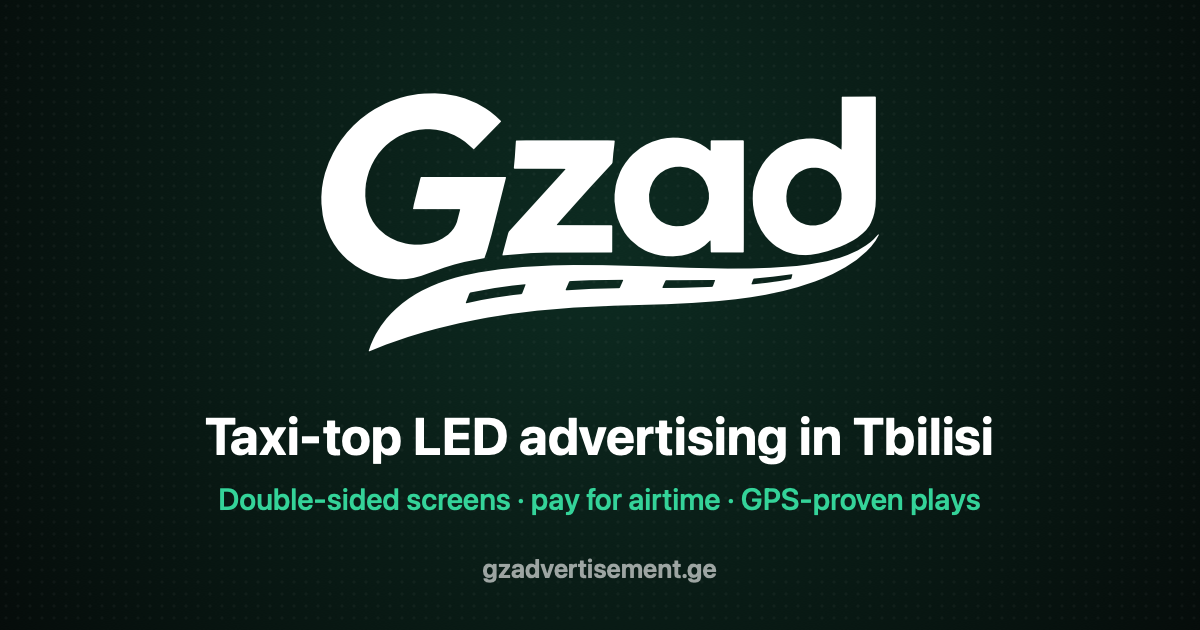 Gzad
Taxi-top LED advertising in Tbilisi
Double-sided screens · pay for airtime · GPS-proven plays
gzadvertisement.ge